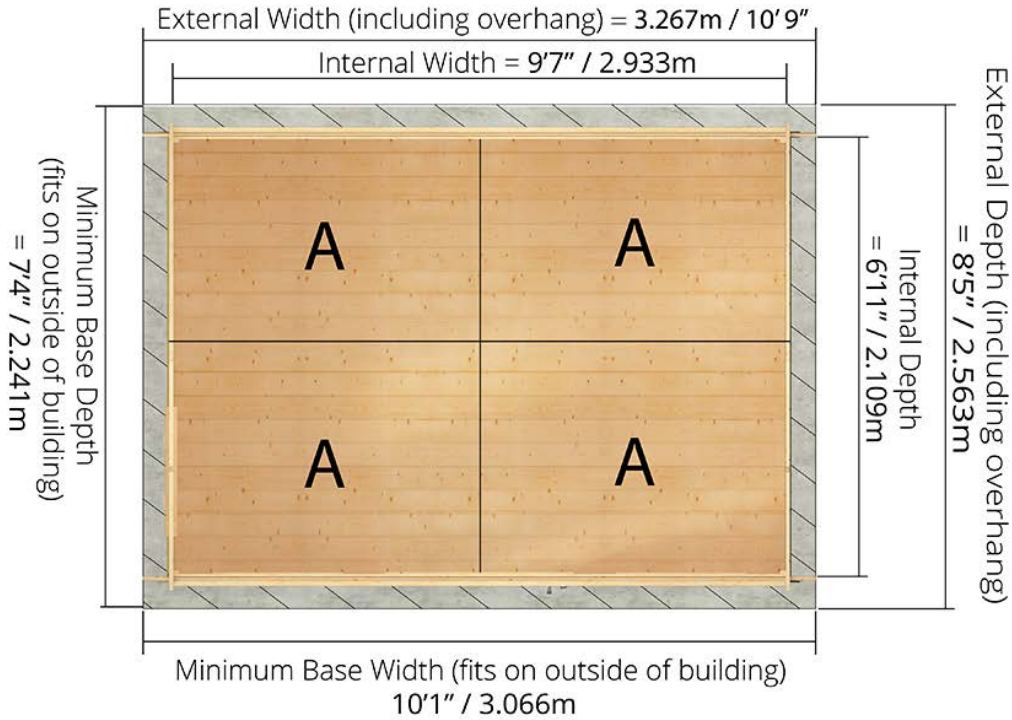 External Width (including overhang) = 3.267m / 10'9"
Internal Width = 9'7" / 2.933m
Minimum Base Depth
(fits on outside of building)
= 7'4" / 2.241m
A
A
A
A
Internal Depth
= 6'11" / 2.109m
External Depth (including overhang)
= 8'5" / 2.563m
Minimum Base Width (fits on outside of building)
10'1" / 3.066m